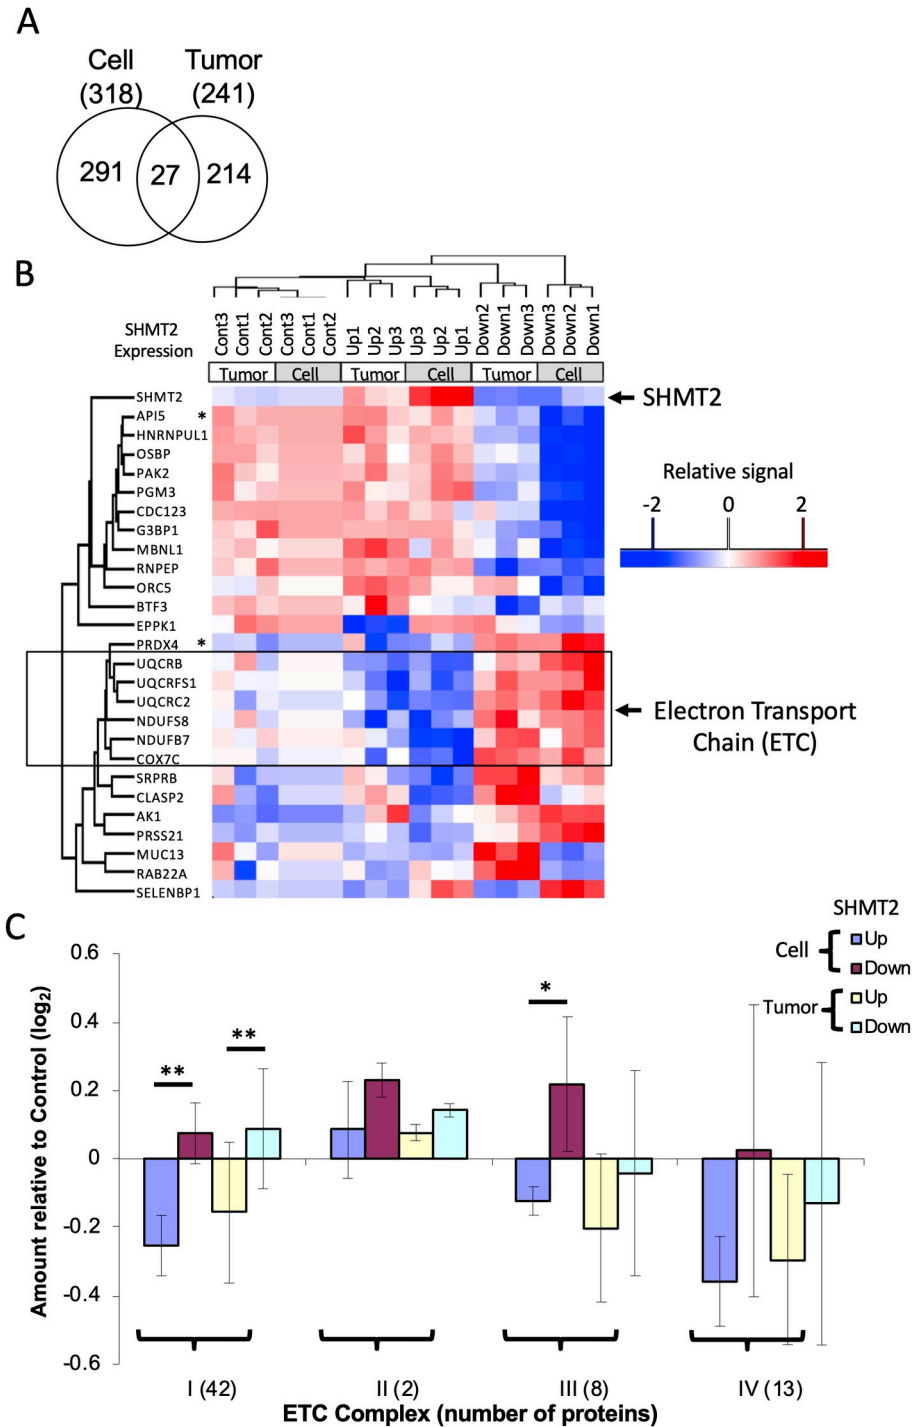 A
Cell
Tumor
(318)
(241)
291
27
214
B
SHMT2
Expression
Cont3
Cont1
Cont2
Cont3
Cont1
Cont2
Up1
Up2
Up3
Up3
Up2
Up1
Down2
Down1
Down3
Down3
Down2
Down1
Tumor
Cell
Tumor
Cell
Tumor
Cell
SHMT2
API5 *
HNRNPUL1
OSBP
PAK2
PGM3
CDC123
G3BP1
MBNL1
RNPEP
ORC5
BTF3
EPPK1
PRDX4 *
UQCRB
UQCRFS1
UQCRC2
NDUFS8
NDUFB7
COX7C
SRPRB
CLASP2
AK1
PRSS21
MUC13
RAB22A
SELENBP1
SHMT2
Relative signal
-2 0 2
Electron Transport
Chain (ETC)
C
SHMT2
Cell
Up
Down
Tumor
Up
Down
Amount relative to Control (log2)
0.6
0.4
0.2
0
-0.2
-0.4
-0.6
**
**
*
I (42)
II (2)
III (8)
IV (13)
ETC Complex (number of proteins)